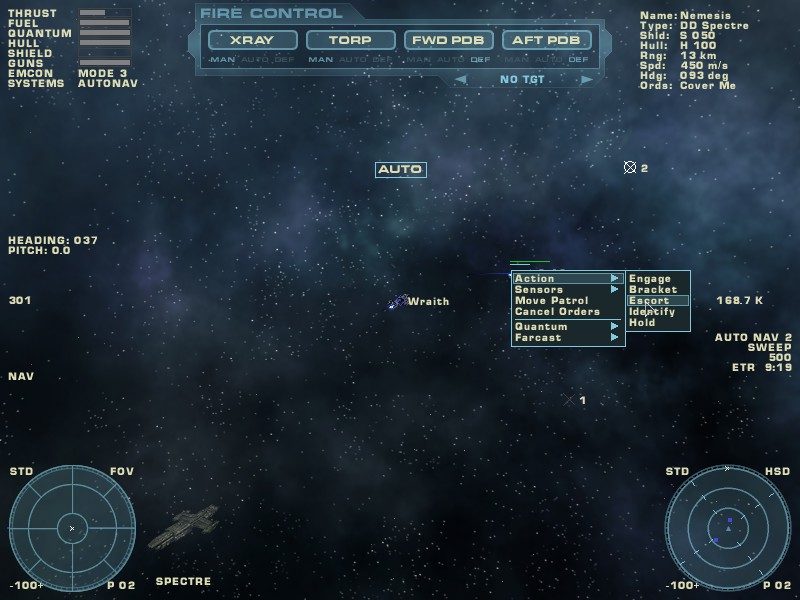 THRUST
FUEL
QUANTUM
HULL
SHIELD
GUNS
EMCON MODE 3
SYSTEMS AUTONAV
FIRE CONTROL
XRAY TORP FWD PDB AFT PDB
MAN AUTO DEF MAN AUTO DEF MAN AUTO DEF MAN AUTO DEF
NO TGT
Name: Nemesis
Type: DD Spectre
Shld: S 050
Hull: H 100
Rng: 13 km
Spd: 450 m/s
Hdg: 093 deg
Ords: Cover Me
AUTO
2
HEADING: 037
PITCH: 0.0
301
Wraith
Action
Sensors
Move Patrol
Cancel Orders
Quantum
Farcast
Engage
Bracket
Escort
Identify
Hold
168.7 K
AUTO NAV 2
SWEEP
500
ETR 9:19
NAV
1
STD FOV
-100+ P 02
SPECTRE
STD HSD
-100+ P 02